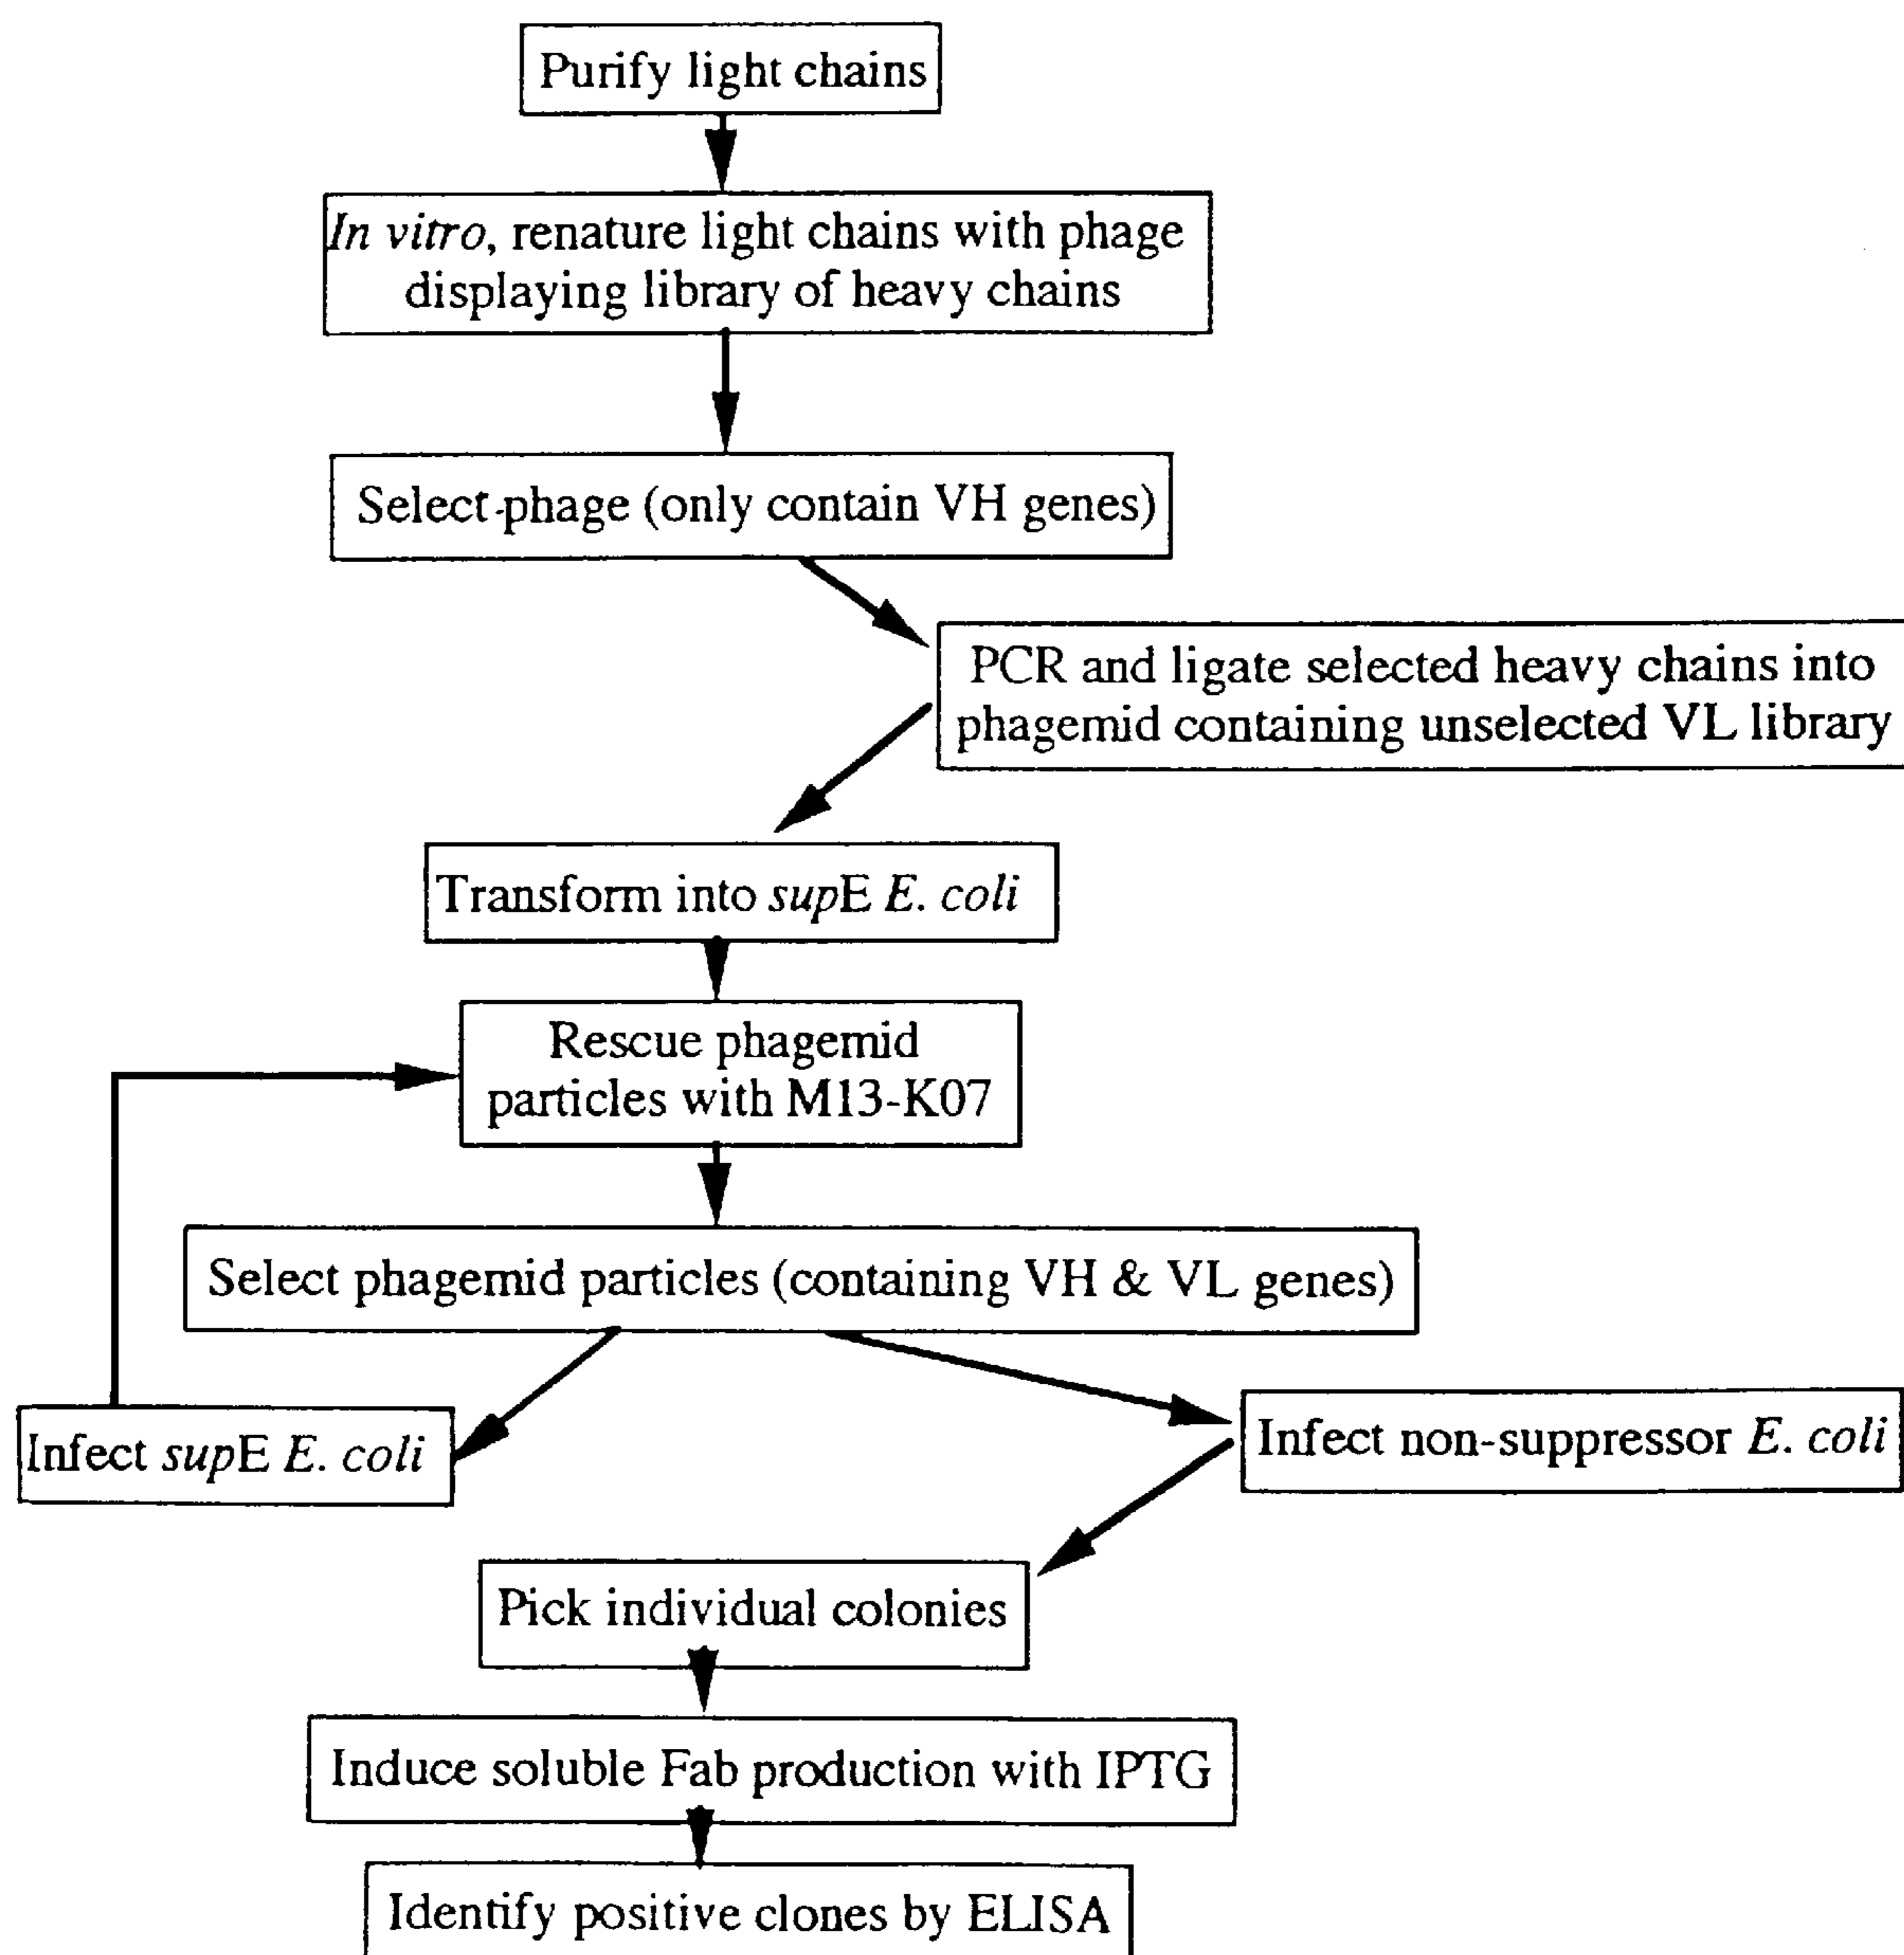 Purify light chains
In vitro, renature light chains with phage
displaying library of heavy chains
Select phage (only contain VH genes)
PCR and ligate selected heavy chains into
phagemid containing unselected VL library
Transform into supE E. coli
Rescue phagemid
particles with M13-K07
Select phagemid particles (containing VH & VL genes)
Infect supE E. coli
Infect non-suppressor E. coli
Pick individual colonies
Induce soluble Fab production with IPTG
Identify positive clones by ELISA